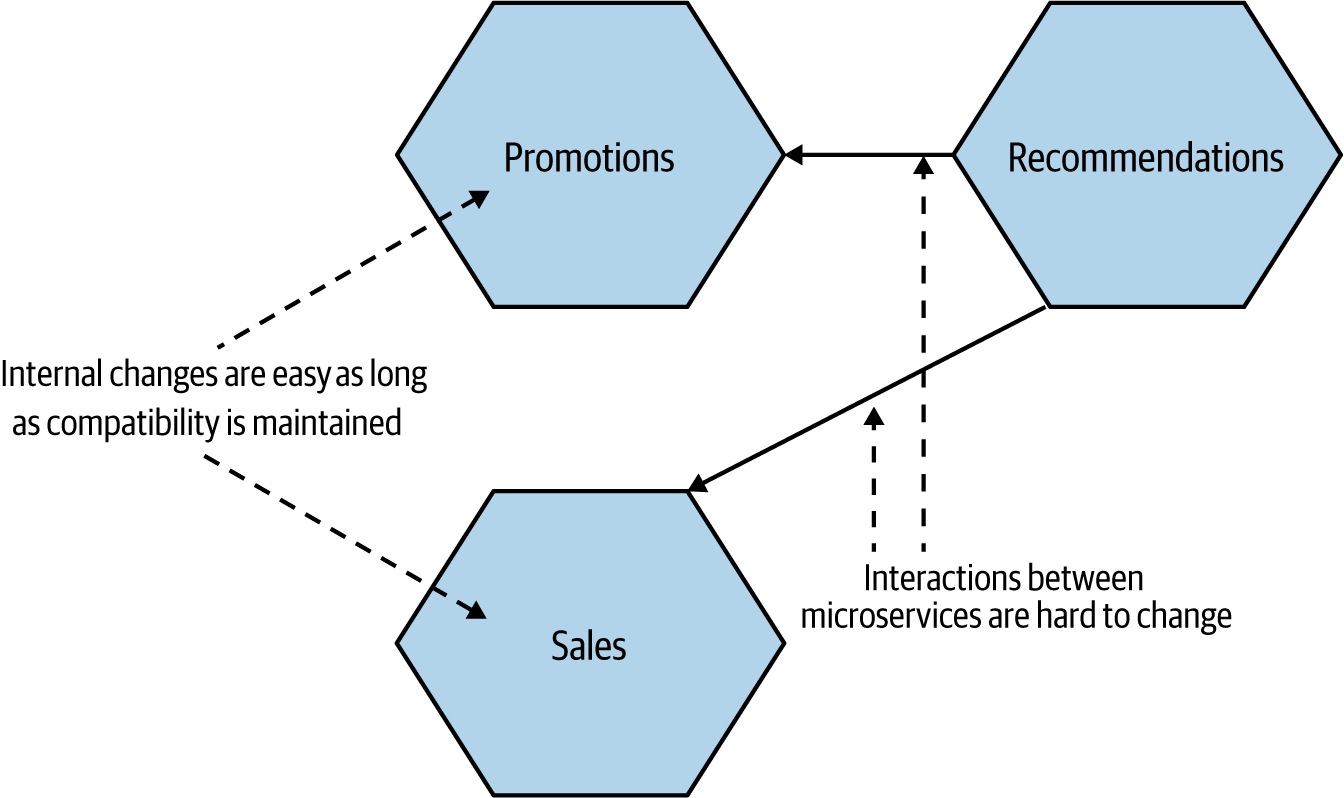 Promotions
Recommendations
Internal changes are easy as long
as compatibility is maintained
Interactions between
microservices are hard to change
Sales